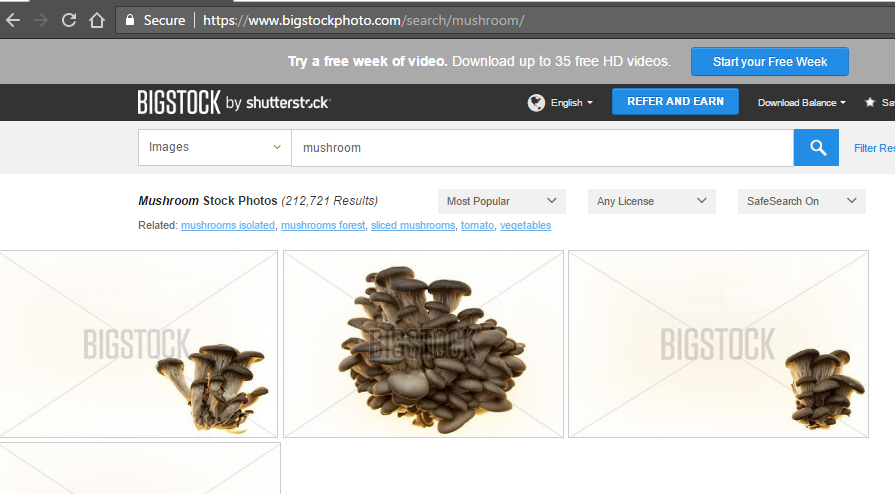 Secure https://www.bigstockphoto.com/search/mushroom/
Try a free week of video. Download up to 35 free HD videos. Start your Free Week
BIGSTOCK by shutterstock English REFER AND EARN Download Balance
Images mushroom
Mushroom Stock Photos (212,721 Results) Most Popular Any License SafeSearch On
Related: mushrooms isolated, mushrooms forest, sliced mushrooms, tomato, vegetables
BIGSTOCK BIGSTOCK BIGSTOCK
BIGSTOCK